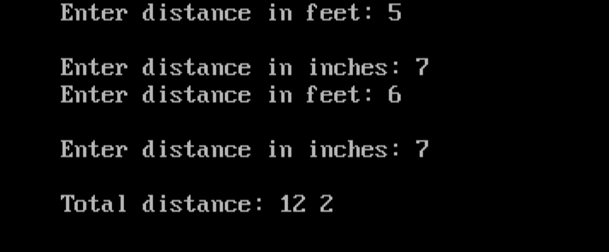 Enter distance in feet: 5
Enter distance in inches: 7
Enter distance in feet: 6
Enter distance in inches: 7
Total distance: 12 2